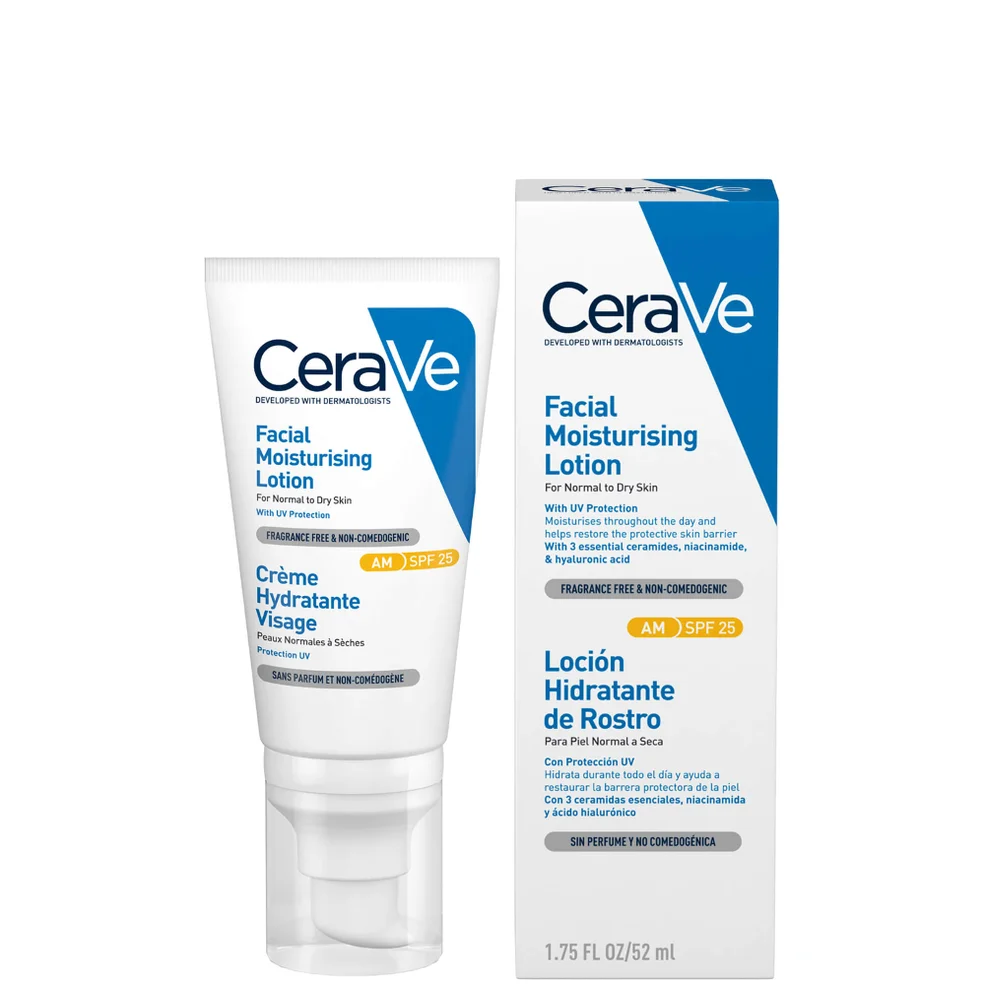 CeraVe
DEVELOPED WITH DERMATOLOGISTS
Facial
Moisturising
Lotion
For Normal to Dry Skin
With UV Protection
FRAGRANCE FREE & NON-COMEDOGENIC
AM SPF 25
Crème
Hydratante
Visage
Peaux Normales à Sèches
Protection UV
SANS PARFUM ET NON-COMÉDOGÈNE
CeraVe
CeraVe
DEVELOPED WITH DERMATOLOGISTS
Facial
Moisturising
Lotion
For Normal to Dry Skin
With UV Protection
Moisturises throughout the day and
helps restore the protective skin barrier
With 3 essential ceramides, niacinamide,
& hyaluronic acid
FRAGRANCE FREE & NON-COMEDOGENIC
AM SPF 25
Loción
Hidratante
de Rostro
Para Piel Normal a Seca
Con Protección UV
Hidrata durante todo el día y ayuda a
restaurar la barrera protectora de la piel
Con 3 ceramidas esenciales, niacinamida
y ácido hialurónico
SIN PERFUME Y NO COMEDOGÉNICA
1.75 FL OZ/52 ml